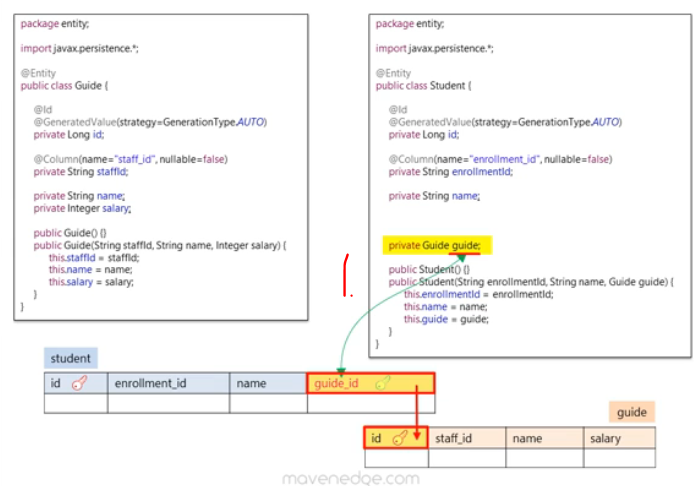 package entity;
import javax.persistence.*;
@Entity
public class Guide {
@Id
@GeneratedValue(strategy=GenerationType.AUTO)
private Long id;
@Column(name="staff_id", nullable=false)
private String staffId;
private String name;
private Integer salary;
public Guide() {}
public Guide(String staffId, String name, Integer salary) {
this.staffId = staffId;
this.name = name;
this.salary = salary;
}
}
package entity;
import javax.persistence.*;
@Entity
public class Student {
@Id
@GeneratedValue(strategy=GenerationType.AUTO)
private Long id;
@Column(name="enrollment_id", nullable=false)
private String enrollmentId;
private String name;
private Guide guide;
public Student() {}
public Student(String enrollmentId, String name, Guide guide) {
this.enrollmentId = enrollmentId;
this.name = name;
this.guide = guide;
}
}
1.
student
id enrollment_id name guide_id
guide
id staff_id name salary
mavenedge.com